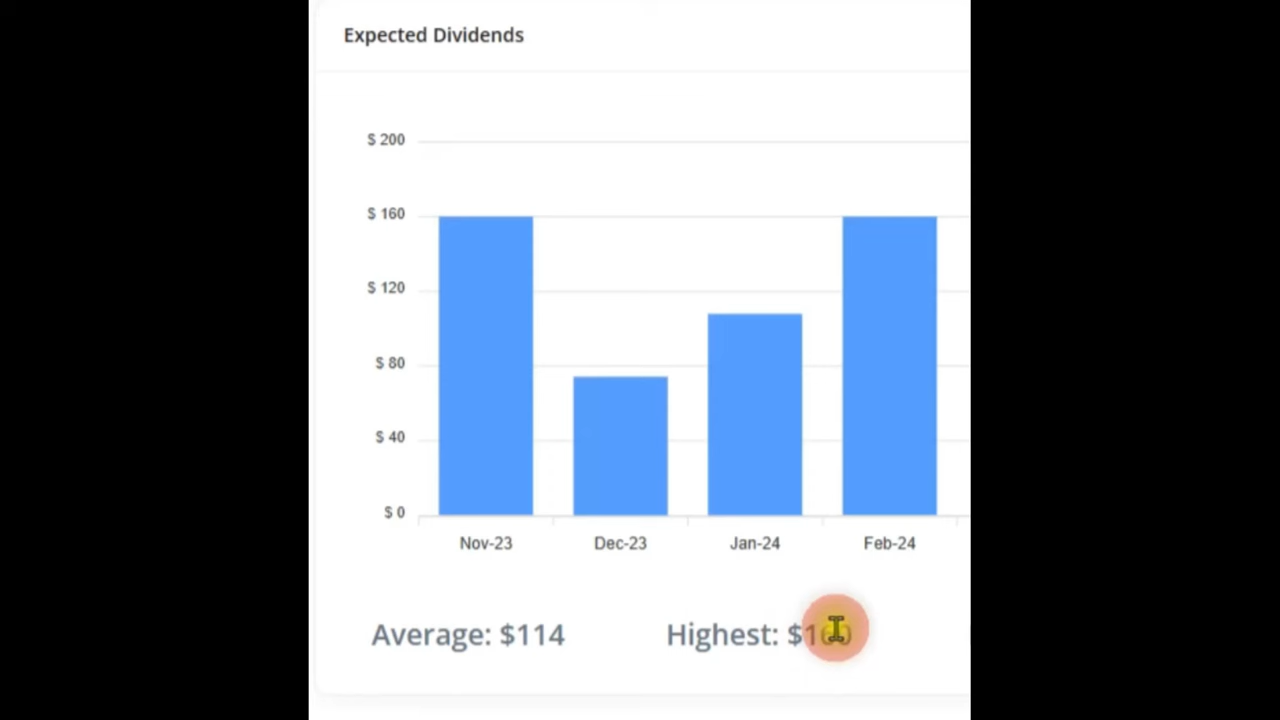 Expected Dividends
$ 200
$ 160
$ 120
$ 80
$ 40
$ 0
Nov-23 Dec-23 Jan-24 Feb-24
Average: $114 Highest: $160